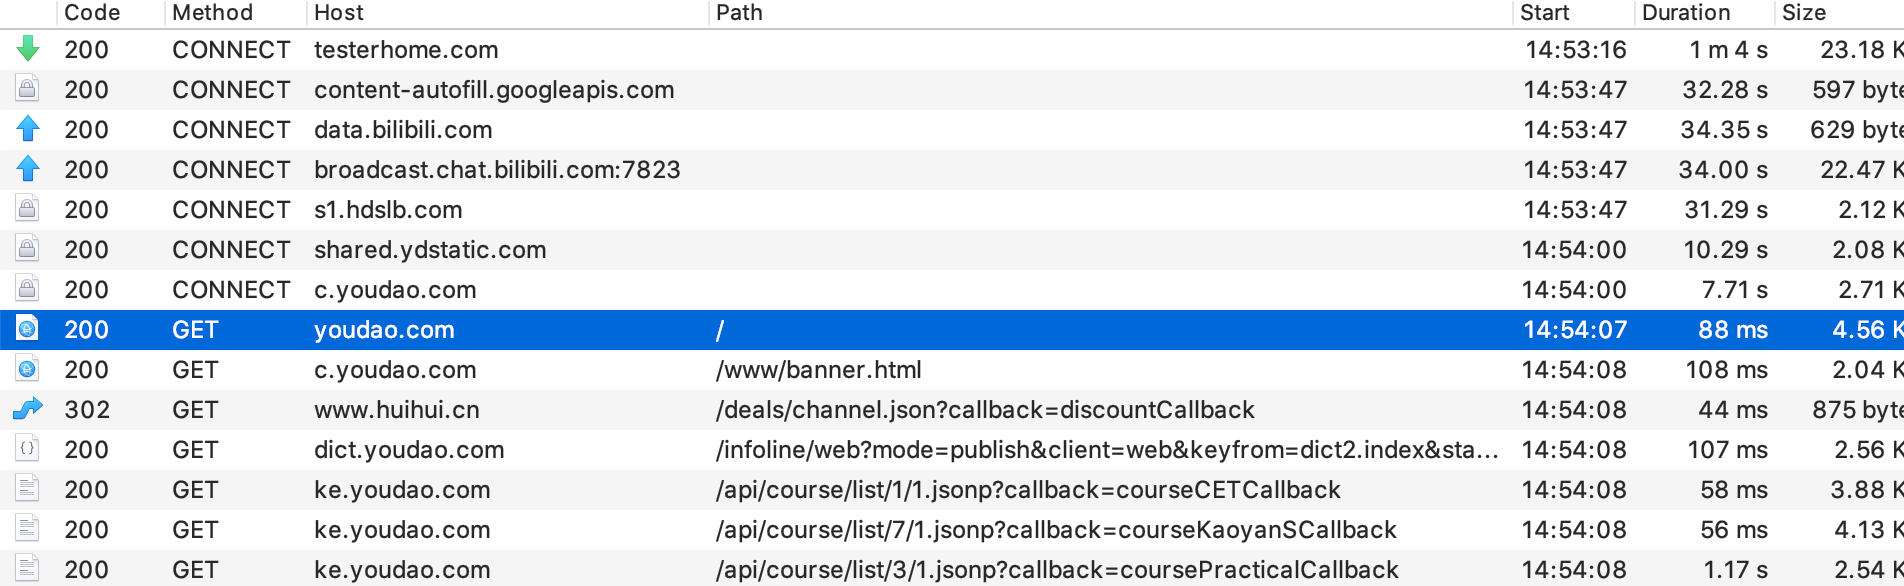 Code Method Host Path Start Duration Size
200 CONNECT testerhome.com 14:53:16 1 m 4 s 23.18 K
200 CONNECT content-autofill.googleapis.com 14:53:47 32.28 s 597 byte
200 CONNECT data.bilibili.com 14:53:47 34.35 s 629 byte
200 CONNECT broadcast.chat.bilibili.com:7823 14:53:47 34.00 s 22.47 K
200 CONNECT s1.hdslb.com 14:53:47 31.29 s 2.12 K
200 CONNECT shared.ydstatic.com 14:54:00 10.29 s 2.08 K
200 CONNECT c.youdao.com 14:54:00 7.71 s 2.71 K
200 GET youdao.com / 14:54:07 88 ms 4.56 K
200 GET c.youdao.com /www/banner.html 14:54:08 108 ms 2.04 K
302 GET www.huihui.cn /deals/channel.json?callback=discountCallback 14:54:08 44 ms 875 byte
200 GET dict.youdao.com /infoline/web?mode=publish&client=web&keyfrom=dict2.index&sta... 14:54:08 107 ms 2.56 K
200 GET ke.youdao.com /api/course/list/1/1.jsonp?callback=courseCETCallback 14:54:08 58 ms 3.88 K
200 GET ke.youdao.com /api/course/list/7/1.jsonp?callback=courseKaoyanSCallback 14:54:08 56 ms 4.13 K
200 GET ke.youdao.com /api/course/list/3/1.jsonp?callback=coursePracticalCallback 14:54:08 1.17 s 2.54 K